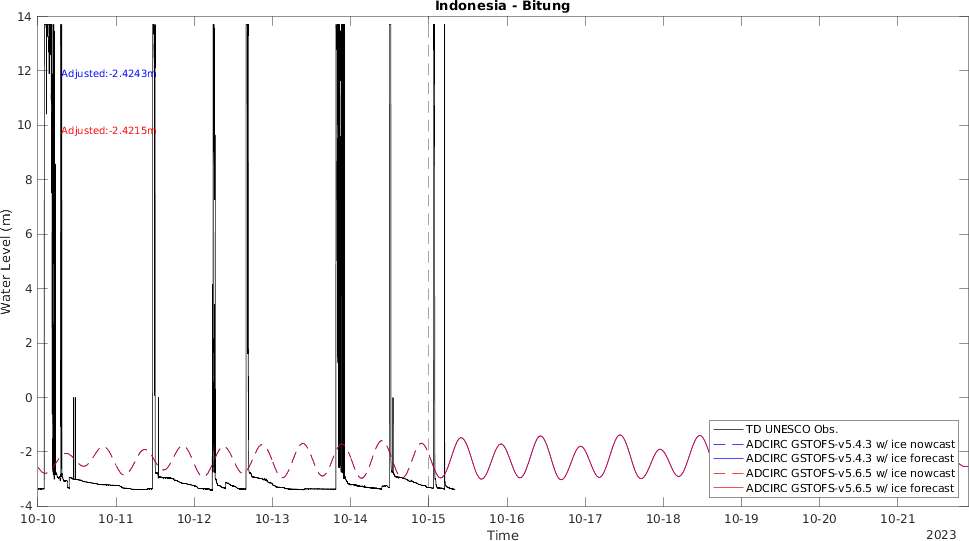 Indonesia - Bitung
14
12
10
8
6
4
2
0
-2
-4
Water Level (m)
Adjusted:-2.4243m
Adjusted:-2.4215m
TD UNESCO Obs.
ADCIRC GSTOFS-v5.4.3 w/ ice nowcast
ADCIRC GSTOFS-v5.4.3 w/ ice forecast
ADCIRC GSTOFS-v5.6.5 w/ ice nowcast
ADCIRC GSTOFS-v5.6.5 w/ ice forecast
10-10 10-11 10-12 10-13 10-14 10-15 10-16 10-17 10-18 10-19 10-20 10-21
Time
2023